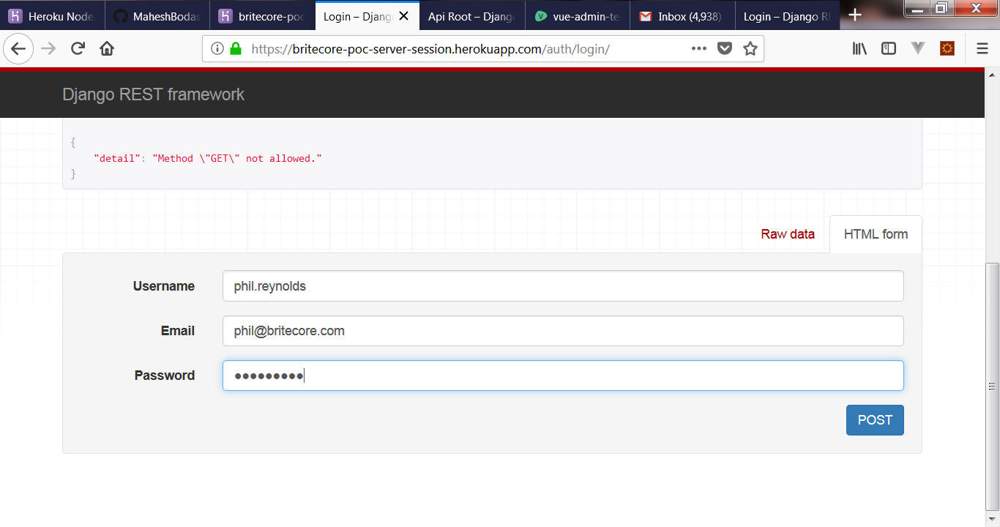 Heroku Node.
MaheshBodas
britecore-poc
Login – Django
Api Root – Django
vue-admin-te
Inbox (4,938)
Login – Django R
https://britecore-poc-server-session.herokuapp.com/auth/login/
Django REST framework
{
"detail": "Method \"GET\" not allowed."
}
Raw data
HTML form
Username
phil.reynolds
Email
phil@britecore.com
Password
POST